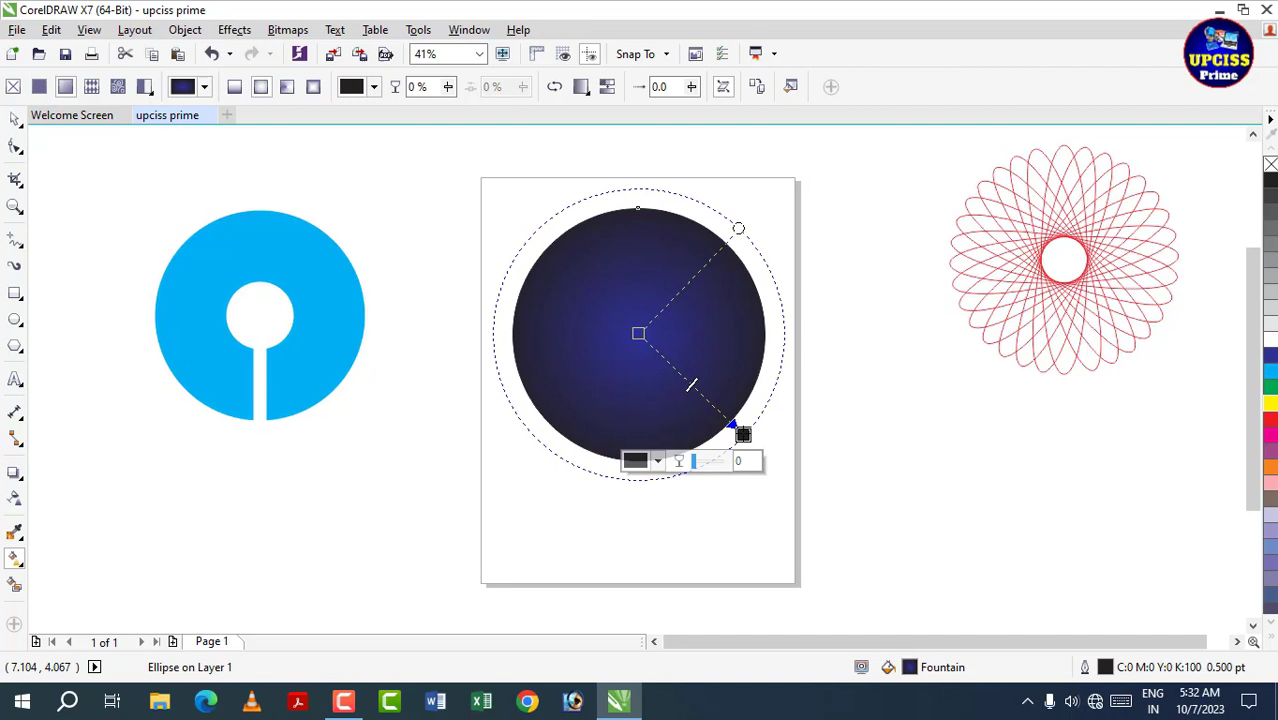 CorelDRAW X7 (64-Bit) - upciss prime
File Edit View Layout Object Effects Bitmaps Text Table Tools Window Help
41% Snap To
UPCISS
Prime
0 % 0 % 0.0
Welcome Screen upciss prime
0
1 of 1 Page 1
(7.104, 4.067) Ellipse on Layer 1 Fountain C:0 M:0 Y:0 K:100 0.500 pt
ENG
IN
5:32 AM
10/7/2023